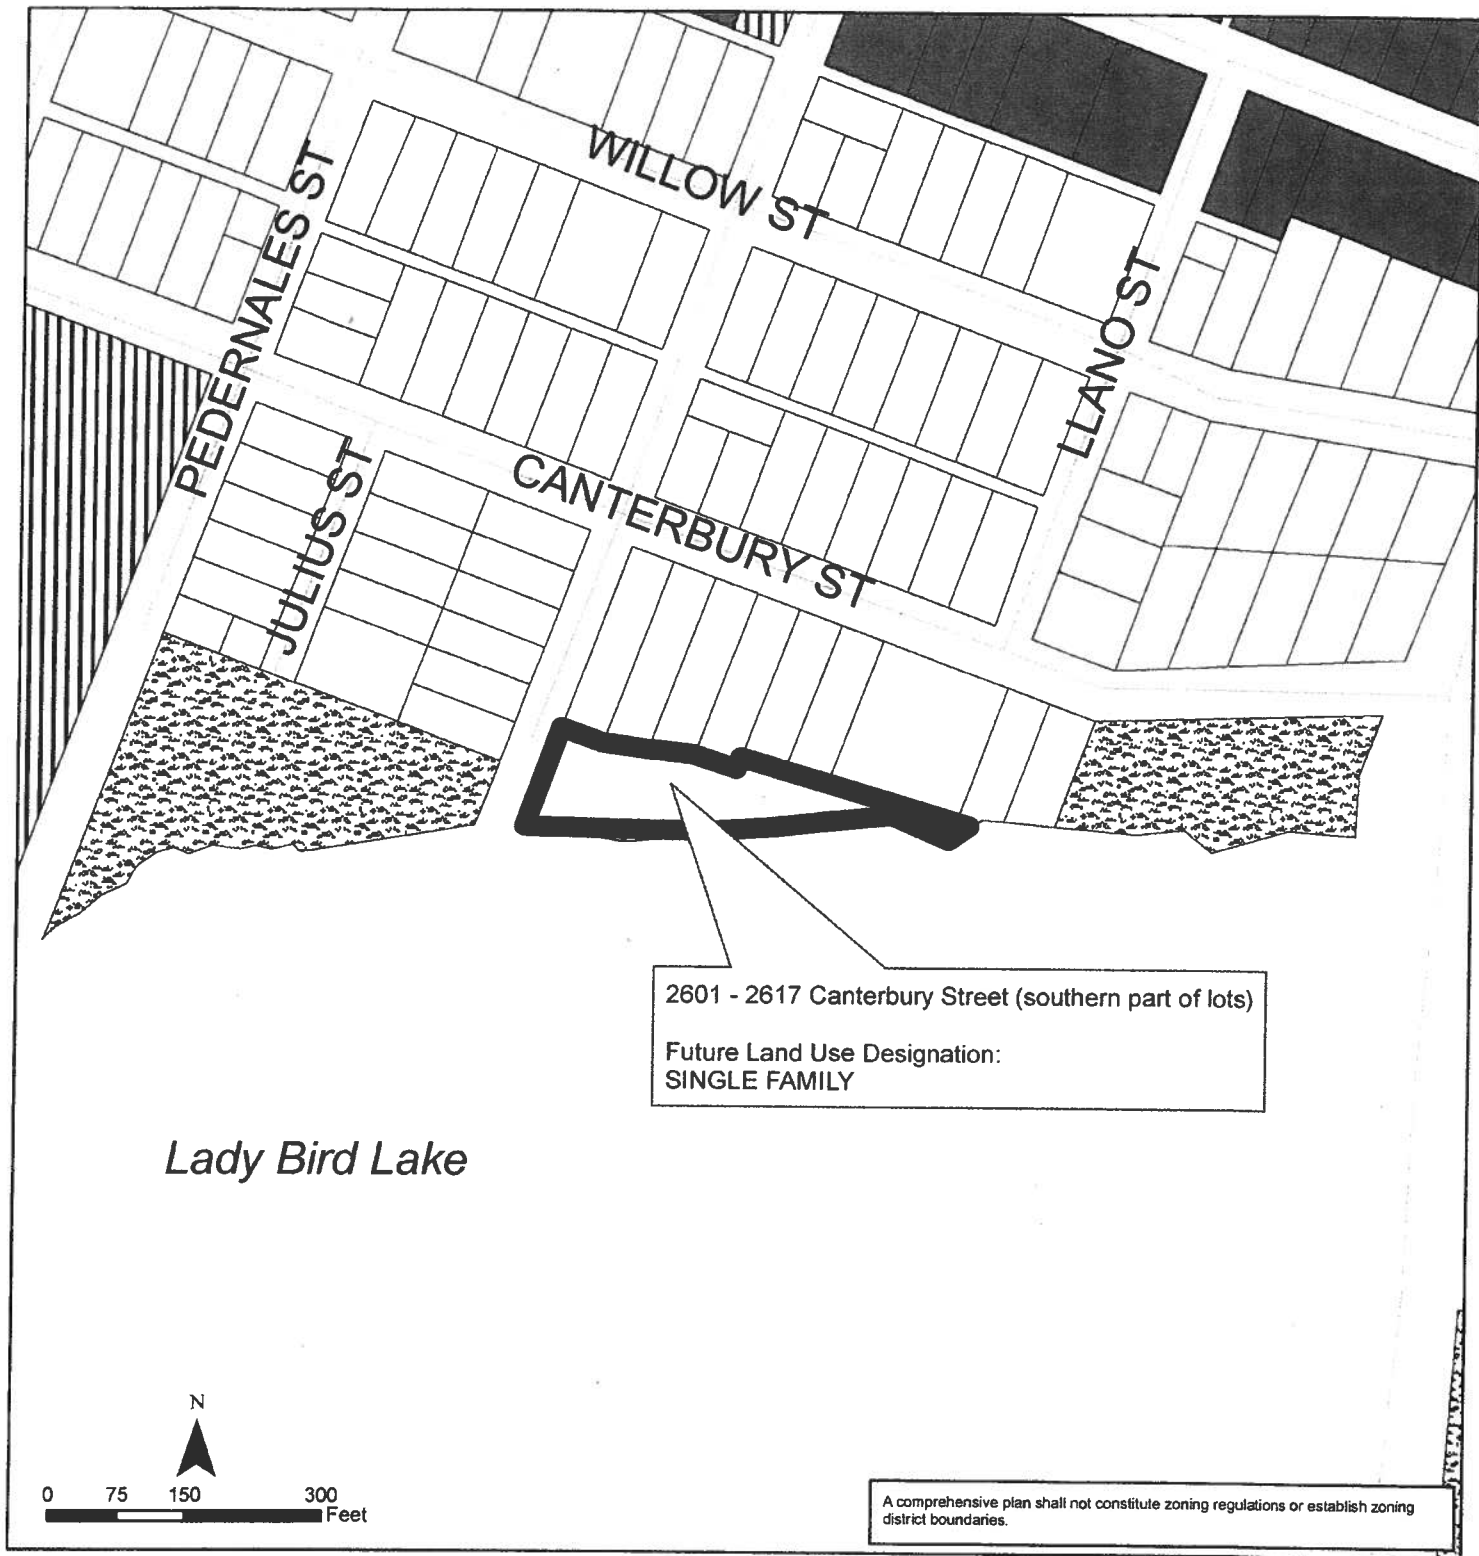 WILLOW ST
PEDERNALES ST
LLANO ST
JULIUS ST
CANTERBURY ST
2601 - 2617 Canterbury Street (southern part of lots)
Future Land Use Designation:
SINGLE FAMILY
Lady Bird Lake
N
0 75 150 300
Feet
A comprehensive plan shall not constitute zoning regulations or establish zoning
district boundaries.